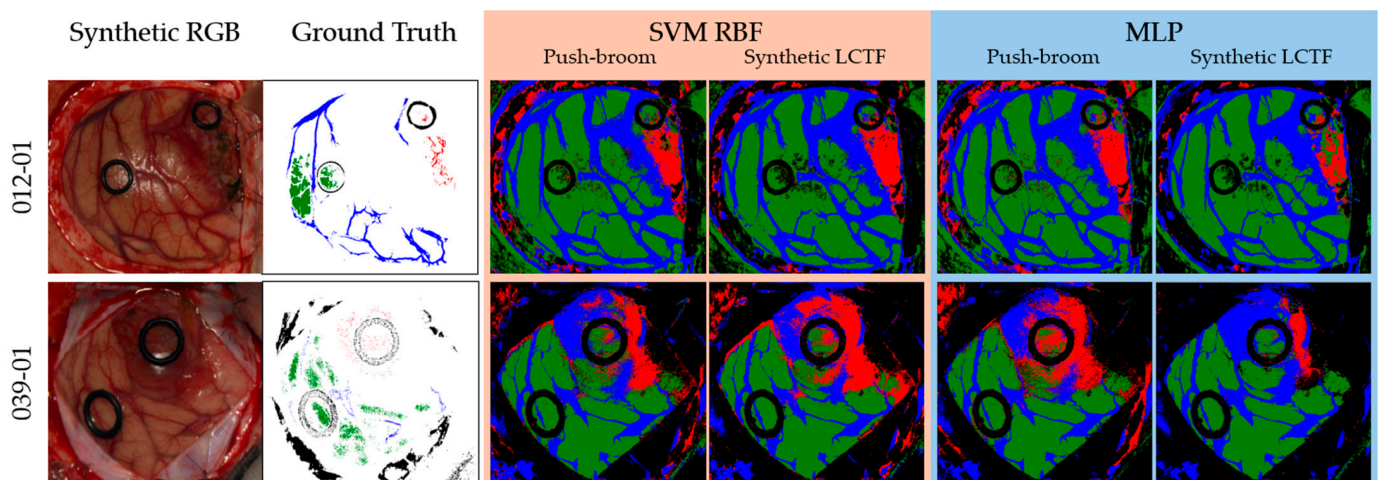 Synthetic RGB
Ground Truth
SVM RBF
MLP
Push-broom
Synthetic LCTF
Push-broom
Synthetic LCTF
012-01
039-01